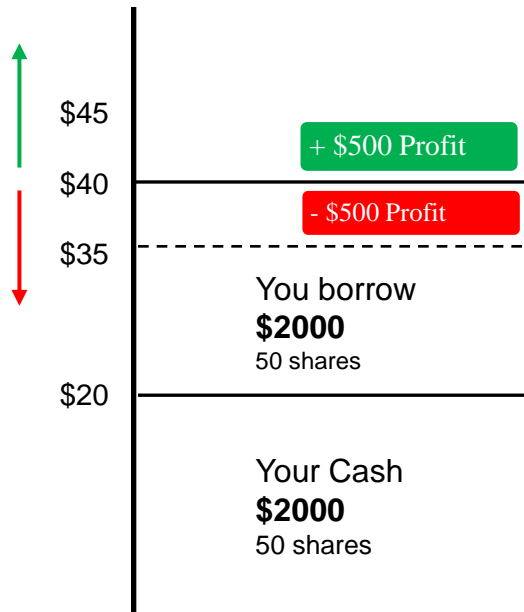 $45
+ $500 Profit
$40
- $500 Profit
$35
You borrow
$2000
50 shares
$20
Your Cash
$2000
50 shares